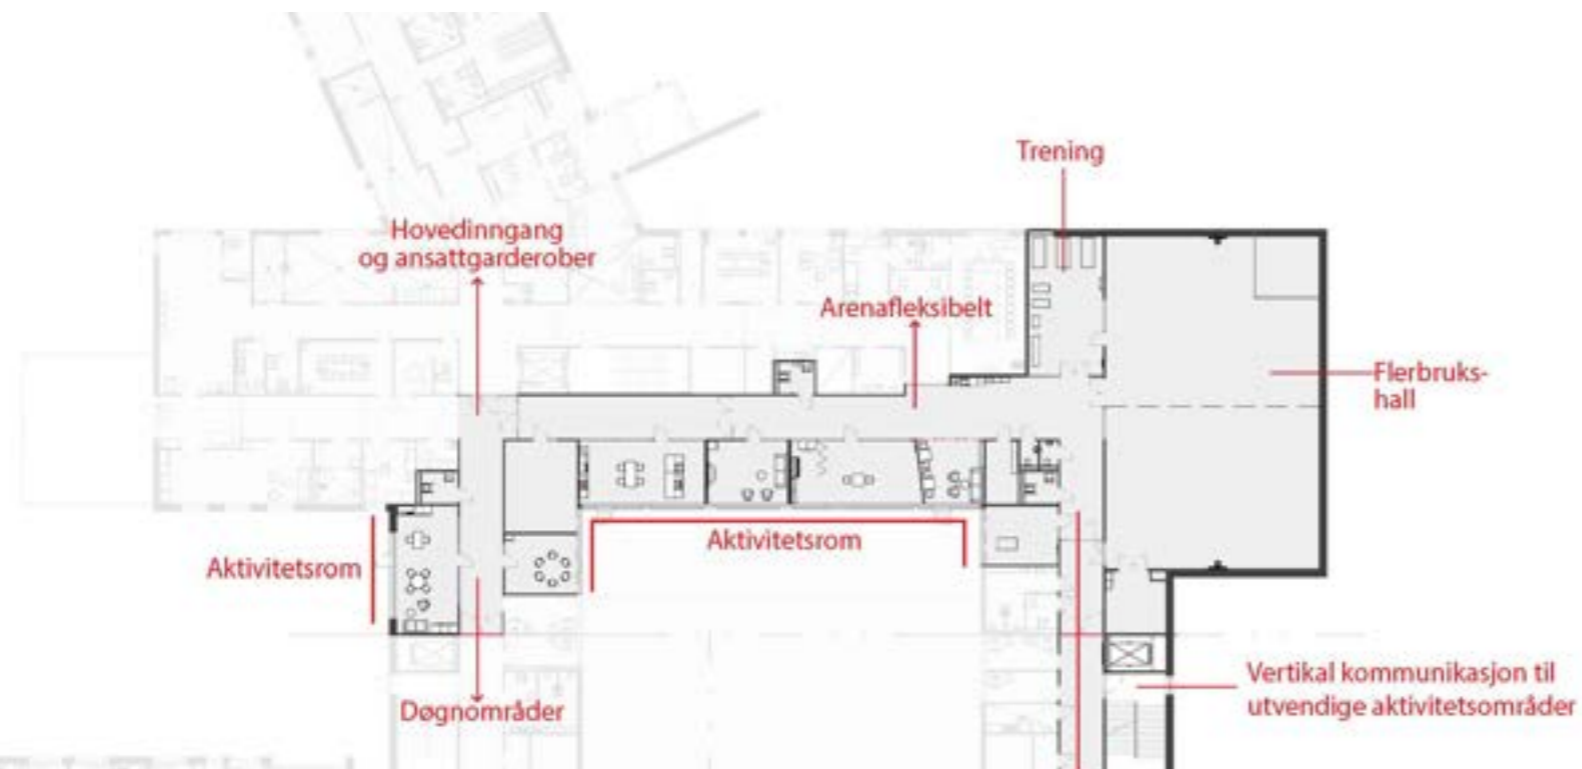 Trening
Hovedinngang
og ansattgarderober
Arenafleksibelt
Flerbruks-
hall
Aktivitetsrom
Aktivitetsrom
Vertikal kommunikasjon til
utvendige aktivitetsområder
Døgnområder